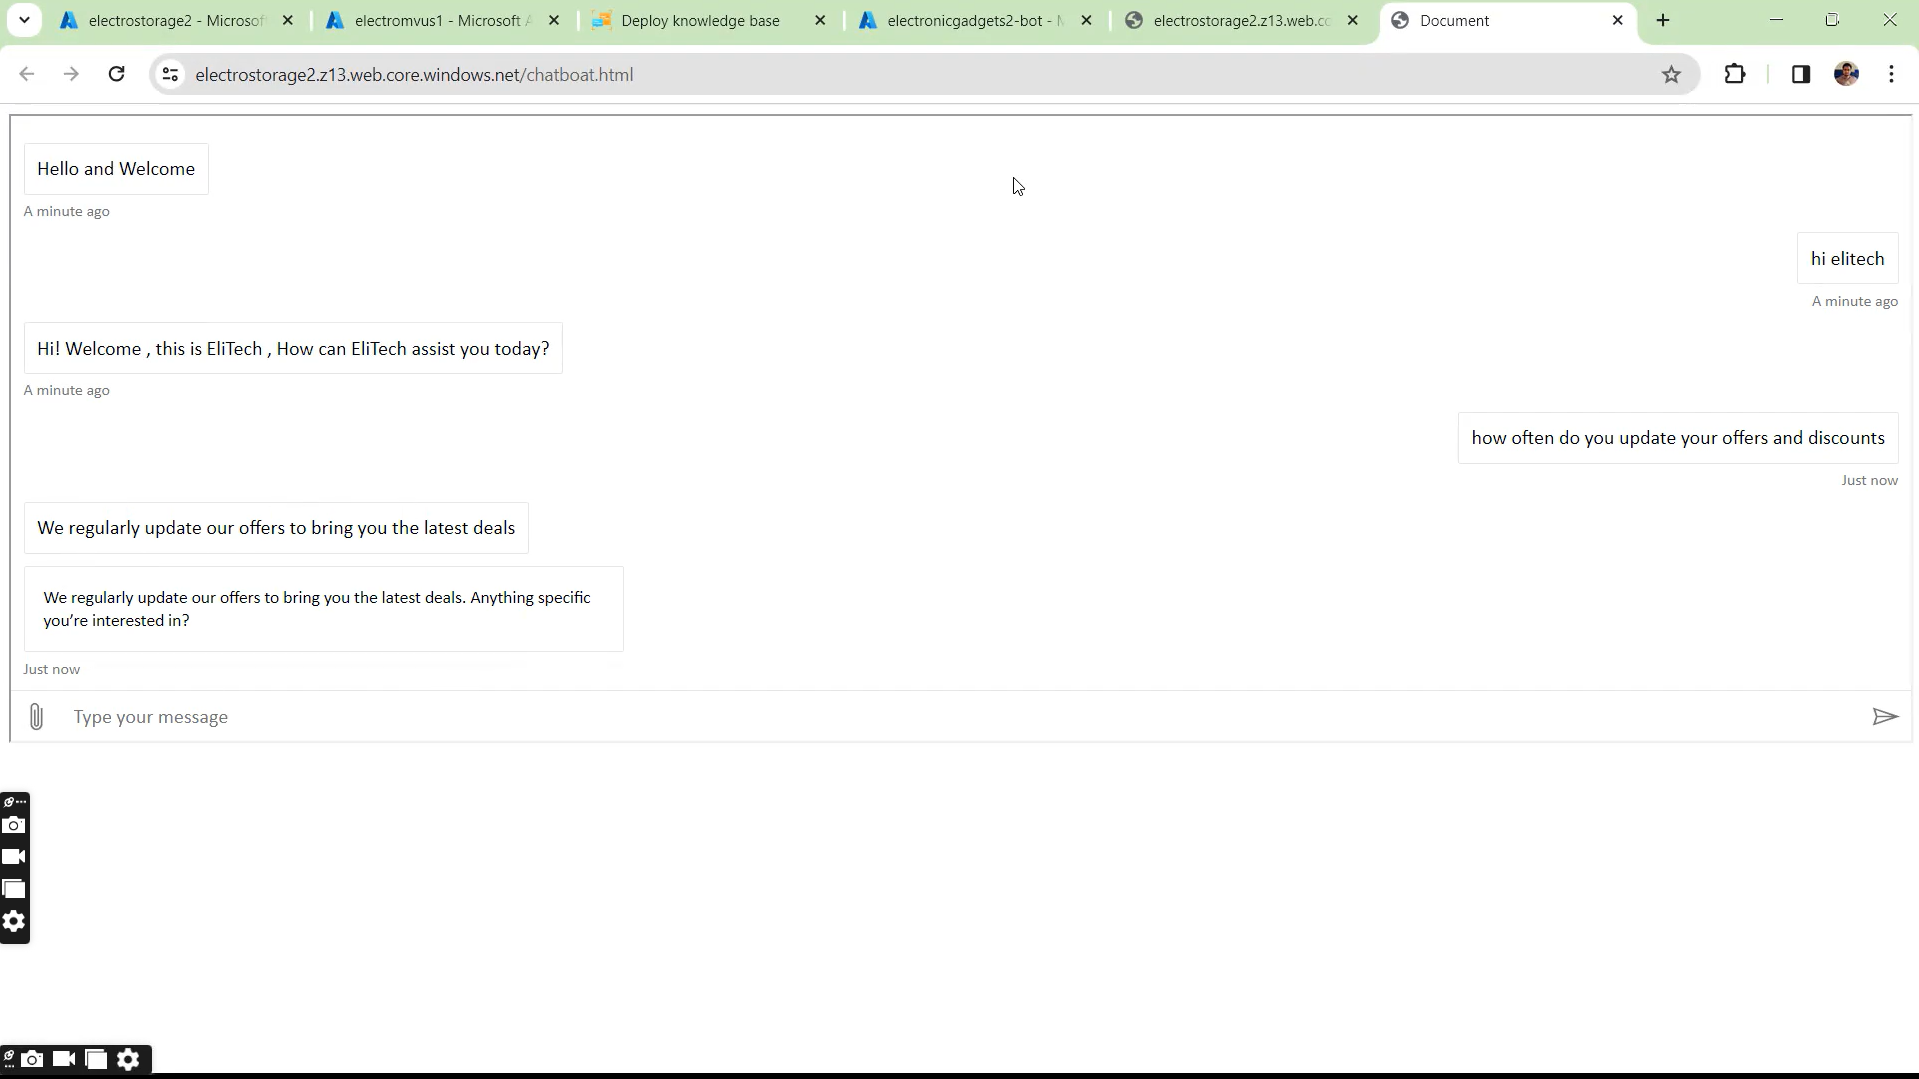 electrostorage2 - Microsof
electromvus1 - Microsoft A
Deploy knowledge base
electronicgadgets2-bot - M
electrostorage2.z13.web.co
Document
electrostorage2.z13.web.core.windows.net/chatboat.html
Hello and Welcome
A minute ago
hi elitech
A minute ago
Hi! Welcome , this is EliTech , How can EliTech assist you today?
A minute ago
how often do you update your offers and discounts
Just now
We regularly update our offers to bring you the latest deals
We regularly update our offers to bring you the latest deals. Anything specific
you’re interested in?
Just now
Type your message